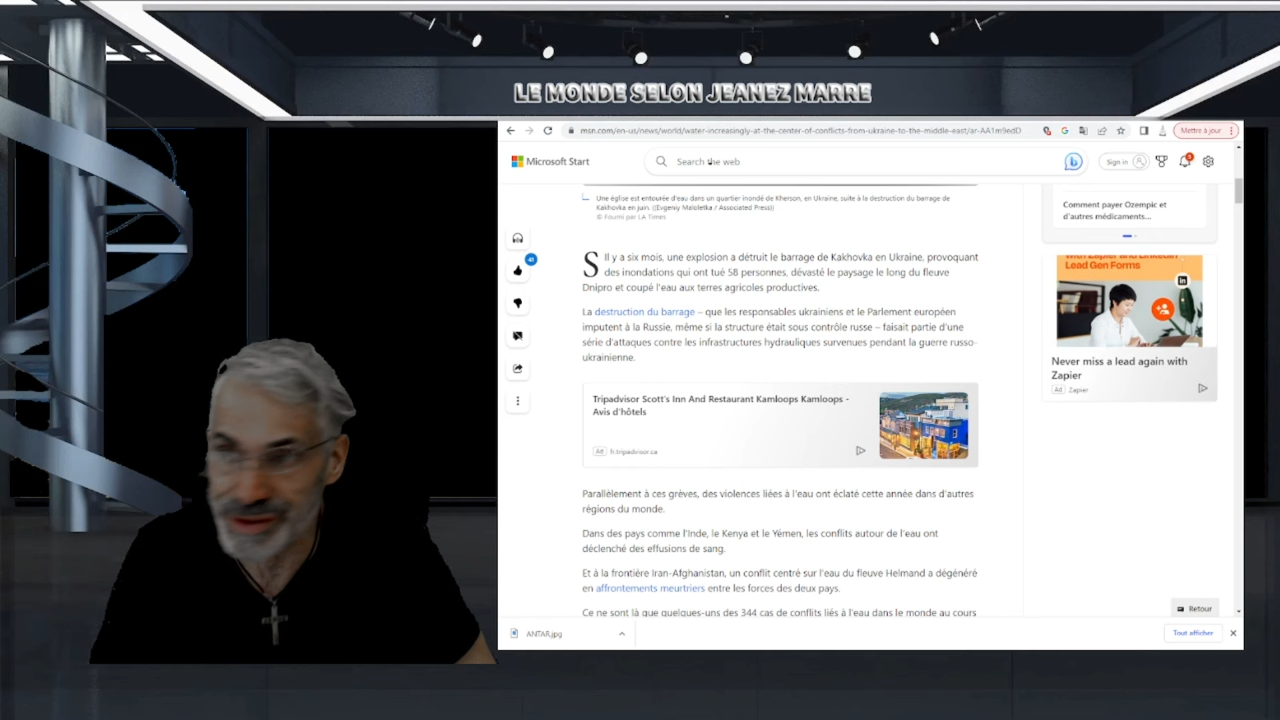 LE MONDE SELON JEANEZ MARRE
msn.com/en-us/news/world/water-increasingly-at-the-center-of-conflicts-from-ukraine-to-the-middle-east/ar-AA1m9edD
Mettre à jour
Microsoft Start
Search the web
Sign in
Une église est entourée d'eau dans un quartier inondé de Kherson, en Ukraine, suite à la destruction du barrage de
Kakhovka en juin. ((Evgeniy Maloletka / Associated Press))
© Fourni par LA Times
S Il y a six mois, une explosion a détruit le barrage de Kakhovka en Ukraine, provoquant
des inondations qui ont tué 58 personnes, dévasté le paysage le long du fleuve
Dnipro et coupé l'eau aux terres agricoles productives.
La destruction du barrage – que les responsables ukrainiens et le Parlement européen
imputent à la Russie, même si la structure était sous contrôle russe – faisait partie d'une
série d'attaques contre les infrastructures hydrauliques survenues pendant la guerre russo-
ukrainienne.
Tripadvisor Scott's Inn And Restaurant Kamloops Kamloops -
Avis d'hôtels
Ad fr.tripadvisor.ca
Parallèlement à ces grèves, des violences liées à l'eau ont éclaté cette année dans d'autres
régions du monde.
Dans des pays comme l'Inde, le Kenya et le Yémen, les conflits autour de l'eau ont
déclenché des effusions de sang.
Et à la frontière Iran-Afghanistan, un conflit centré sur l'eau du fleuve Helmand a dégénéré
en affrontements meurtriers entre les forces des deux pays.
Ce ne sont là que quelques-uns des 344 cas de conflits liés à l'eau dans le monde au cours
Comment payer Ozempic et
d'autres médicaments...
with Zapier and LinkedIn
Lead Gen Forms
in
Never miss a lead again with
Zapier
Ad Zapier
Retour
ANTAR.jpg
Tout afficher